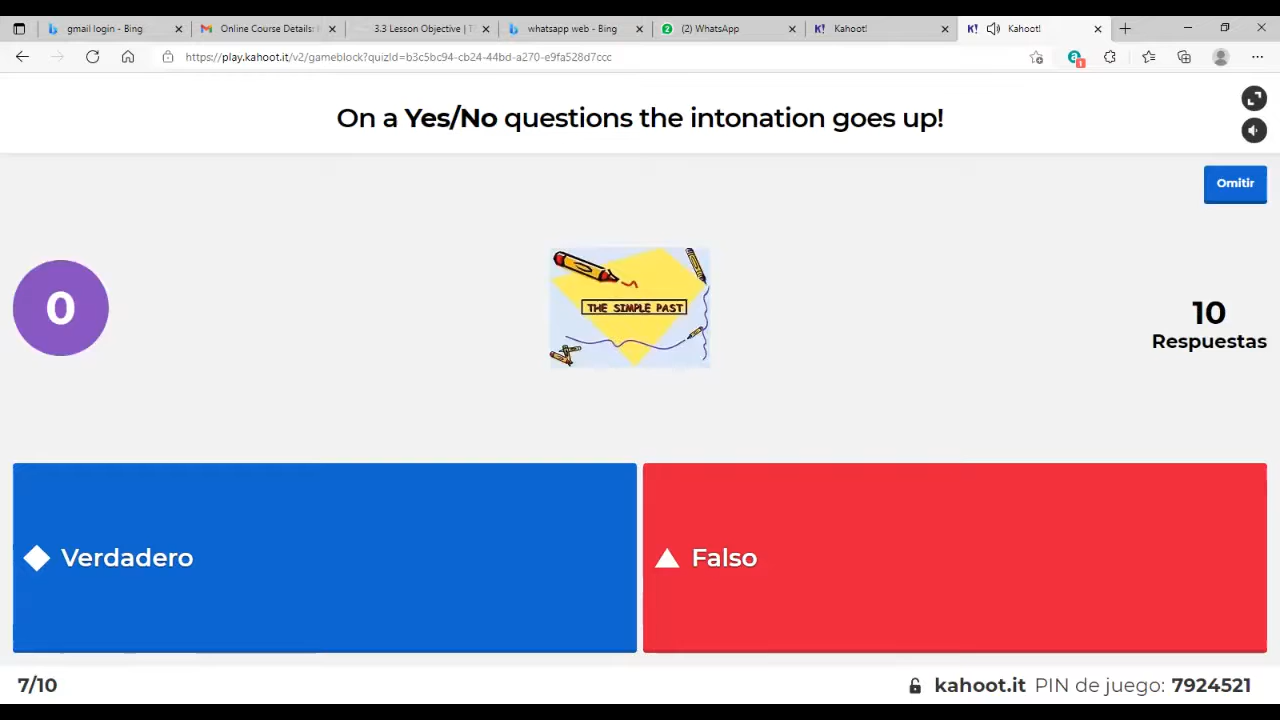 gmail login - Bing
Online Course Details:
3.3 Lesson Objective | T
whatsapp web - Bing
(2) WhatsApp
Kahoot!
Kahoot!
https://play.kahoot.it/v2/gameblock?quizId=b3c5bc94-cb24-44bd-a270-e9fa528d7ccc
On a Yes/No questions the intonation goes up!
Omitir
0
THE SIMPLE PAST
10
Respuestas
Verdadero
Falso
7/10
kahoot.it PIN de juego: 7924521